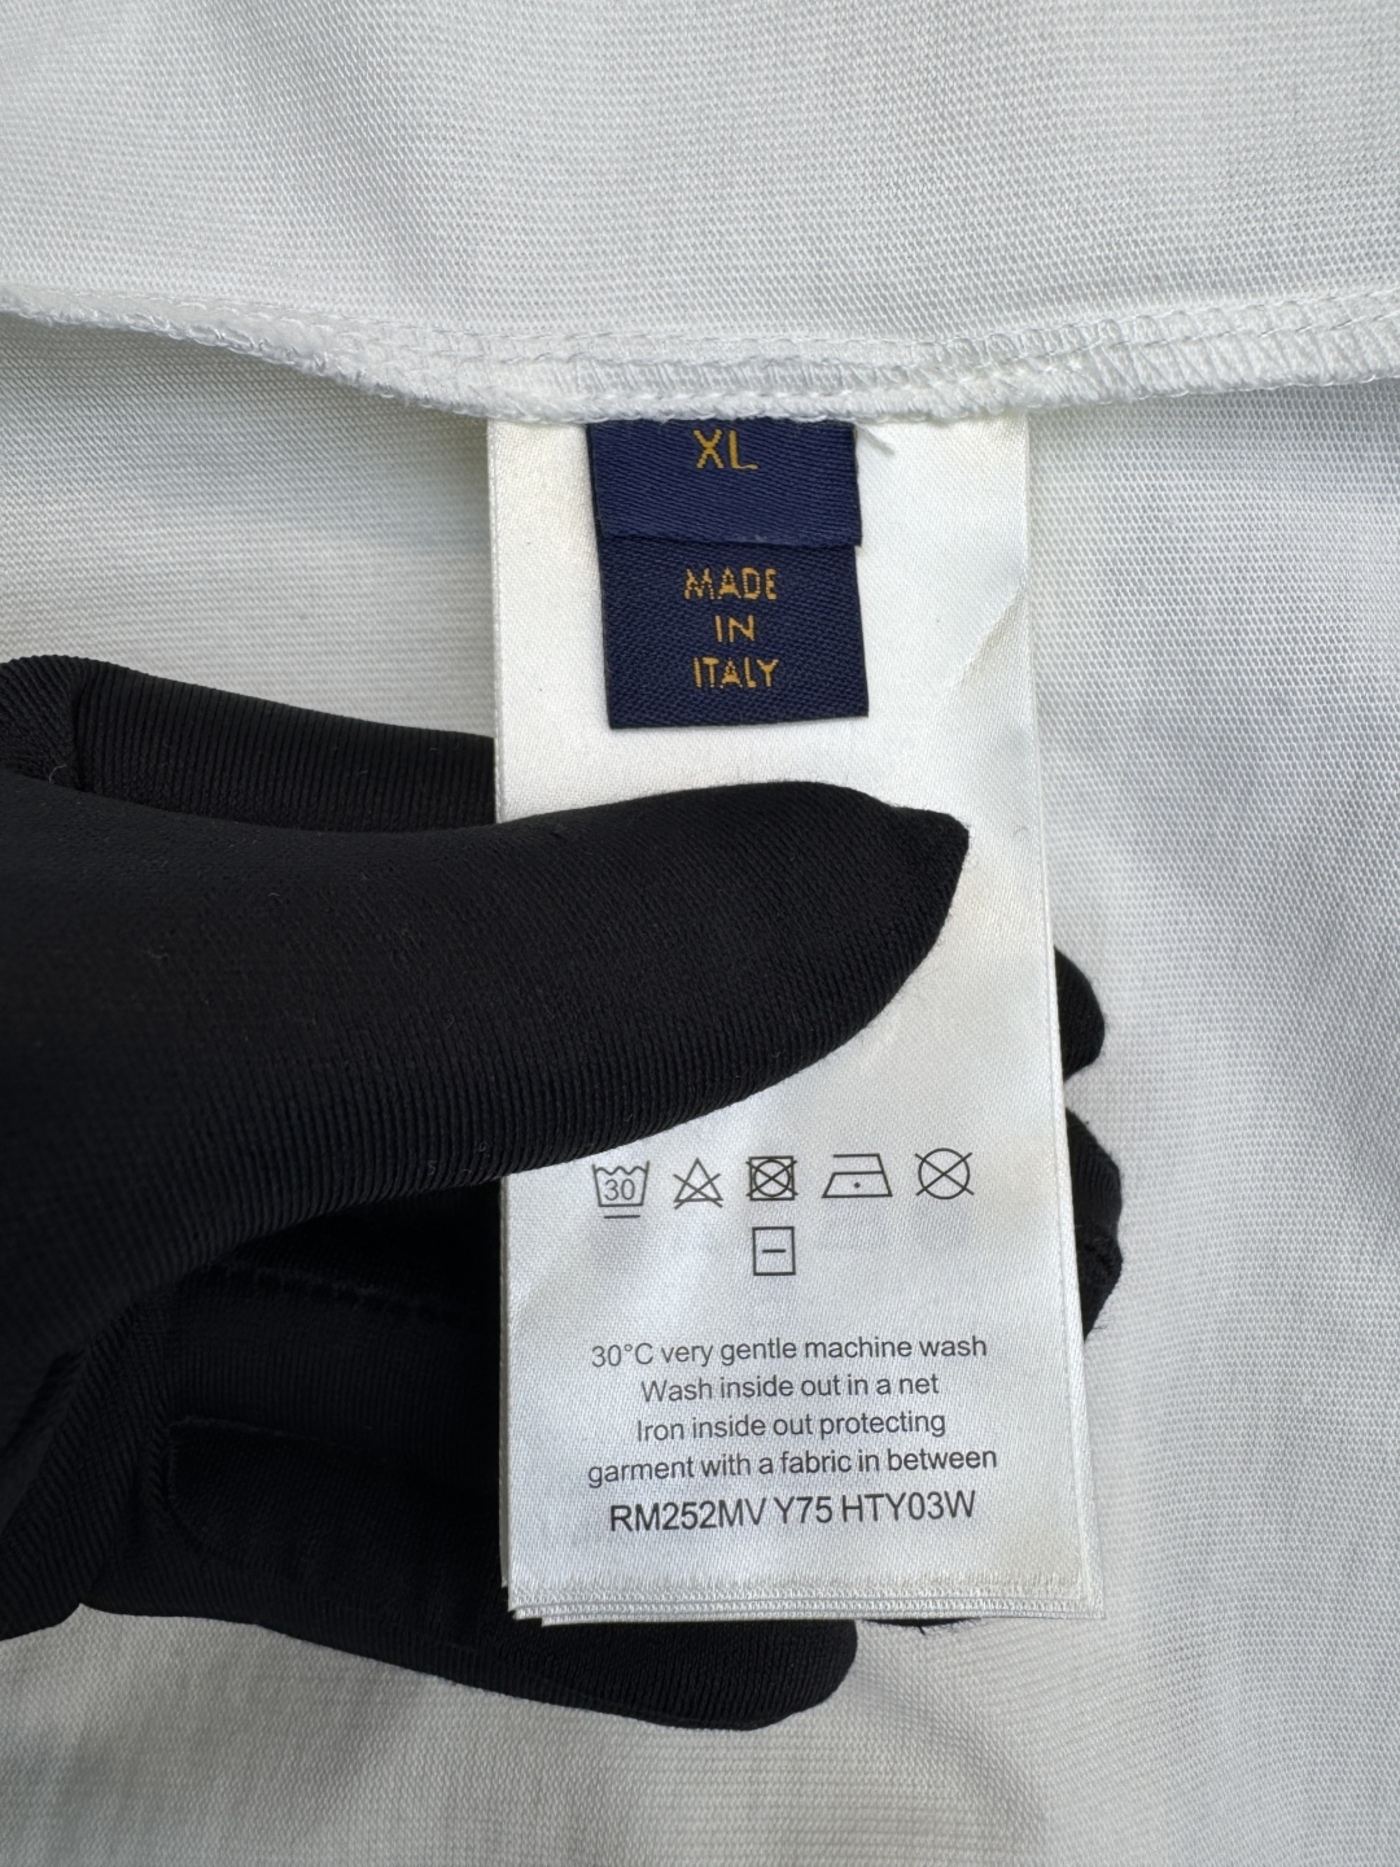 XL
MADE
IN
ITALY
30
30°C very gentle machine wash
Wash inside out in a net
Iron inside out protecting
garment with a fabric in between
RM252MV Y75 HTY03W